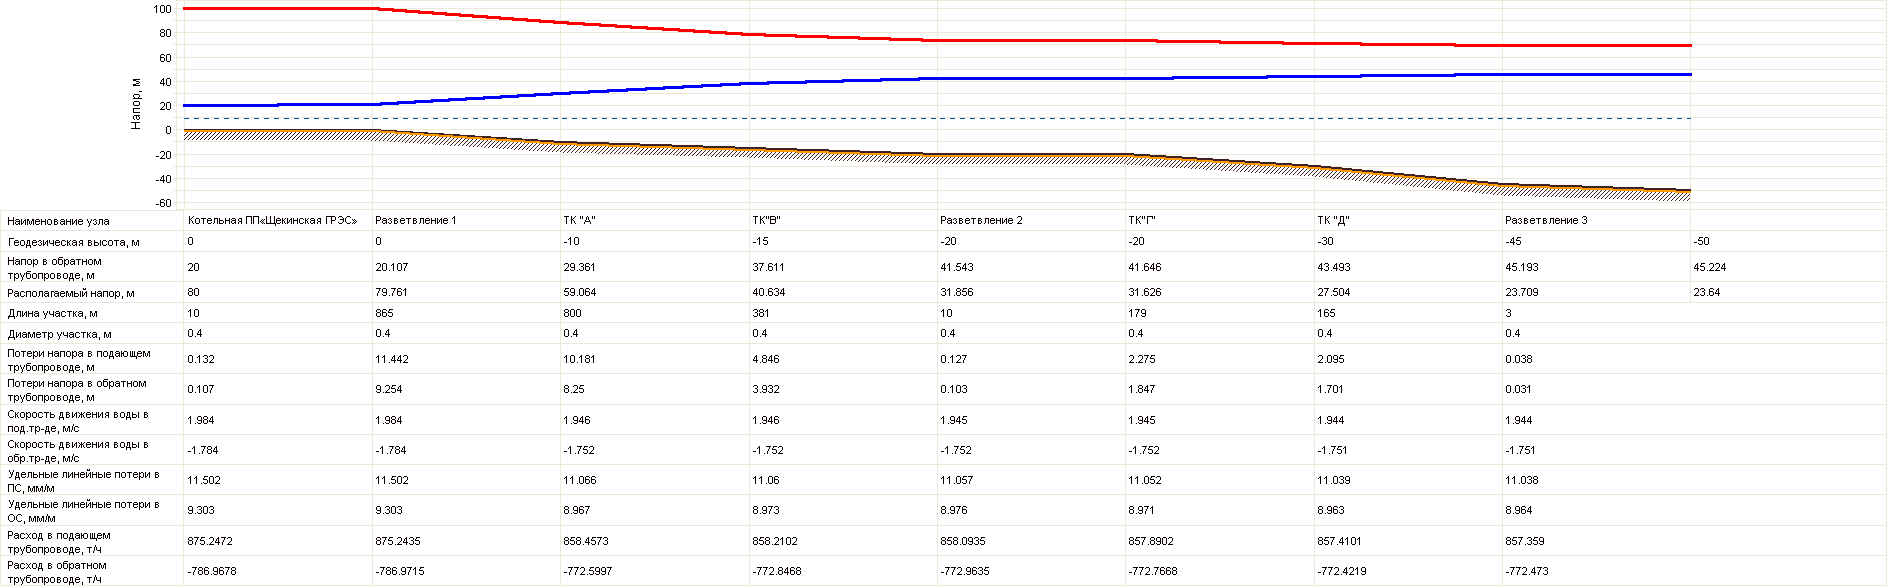 100
80
60
40
20
0
-20
-40
-60
Напор, м
Наименование узла Котельная ПП«Щекинская ГРЭС» Разветвление 1 ТК "А" ТК"В" Разветвление 2 ТК"Г" ТК "Д" Разветвление 3
Геодезическая высота, м 0 0 -10 -15 -20 -20 -30 -45 -50
Напор в обратном
трубопроводе, м 20 20.107 29.361 37.611 41.543 41.646 43.493 45.193 45.224
Располагаемый напор, м 80 79.761 59.064 40.634 31.856 31.626 27.504 23.709 23.64
Длина участка, м 10 865 800 381 10 179 165 3
Диаметр участка, м 0.4 0.4 0.4 0.4 0.4 0.4 0.4 0.4
Потери напора в подающем
трубопроводе, м 0.132 11.442 10.181 4.846 0.127 2.275 2.095 0.038
Потери напора в обратном
трубопроводе, м 0.107 9.254 8.25 3.932 0.103 1.847 1.701 0.031
Скорость движения воды в
под.тр-де, м/с 1.984 1.984 1.946 1.946 1.945 1.945 1.944 1.944
Скорость движения воды в
обр.тр-де, м/с -1.784 -1.784 -1.752 -1.752 -1.752 -1.752 -1.751 -1.751
Удельные линейные потери в
ПС, мм/м 11.502 11.502 11.066 11.06 11.057 11.052 11.039 11.038
Удельные линейные потери в
ОС, мм/м 9.303 9.303 8.967 8.973 8.976 8.971 8.963 8.964
Расход в подающем
трубопроводе, т/ч 875.2472 875.2435 858.4573 858.2102 858.0935 857.8902 857.4101 857.359
Расход в обратном
трубопроводе, т/ч -786.9678 -786.9715 -772.5997 -772.8468 -772.9635 -772.7668 -772.4219 -772.473